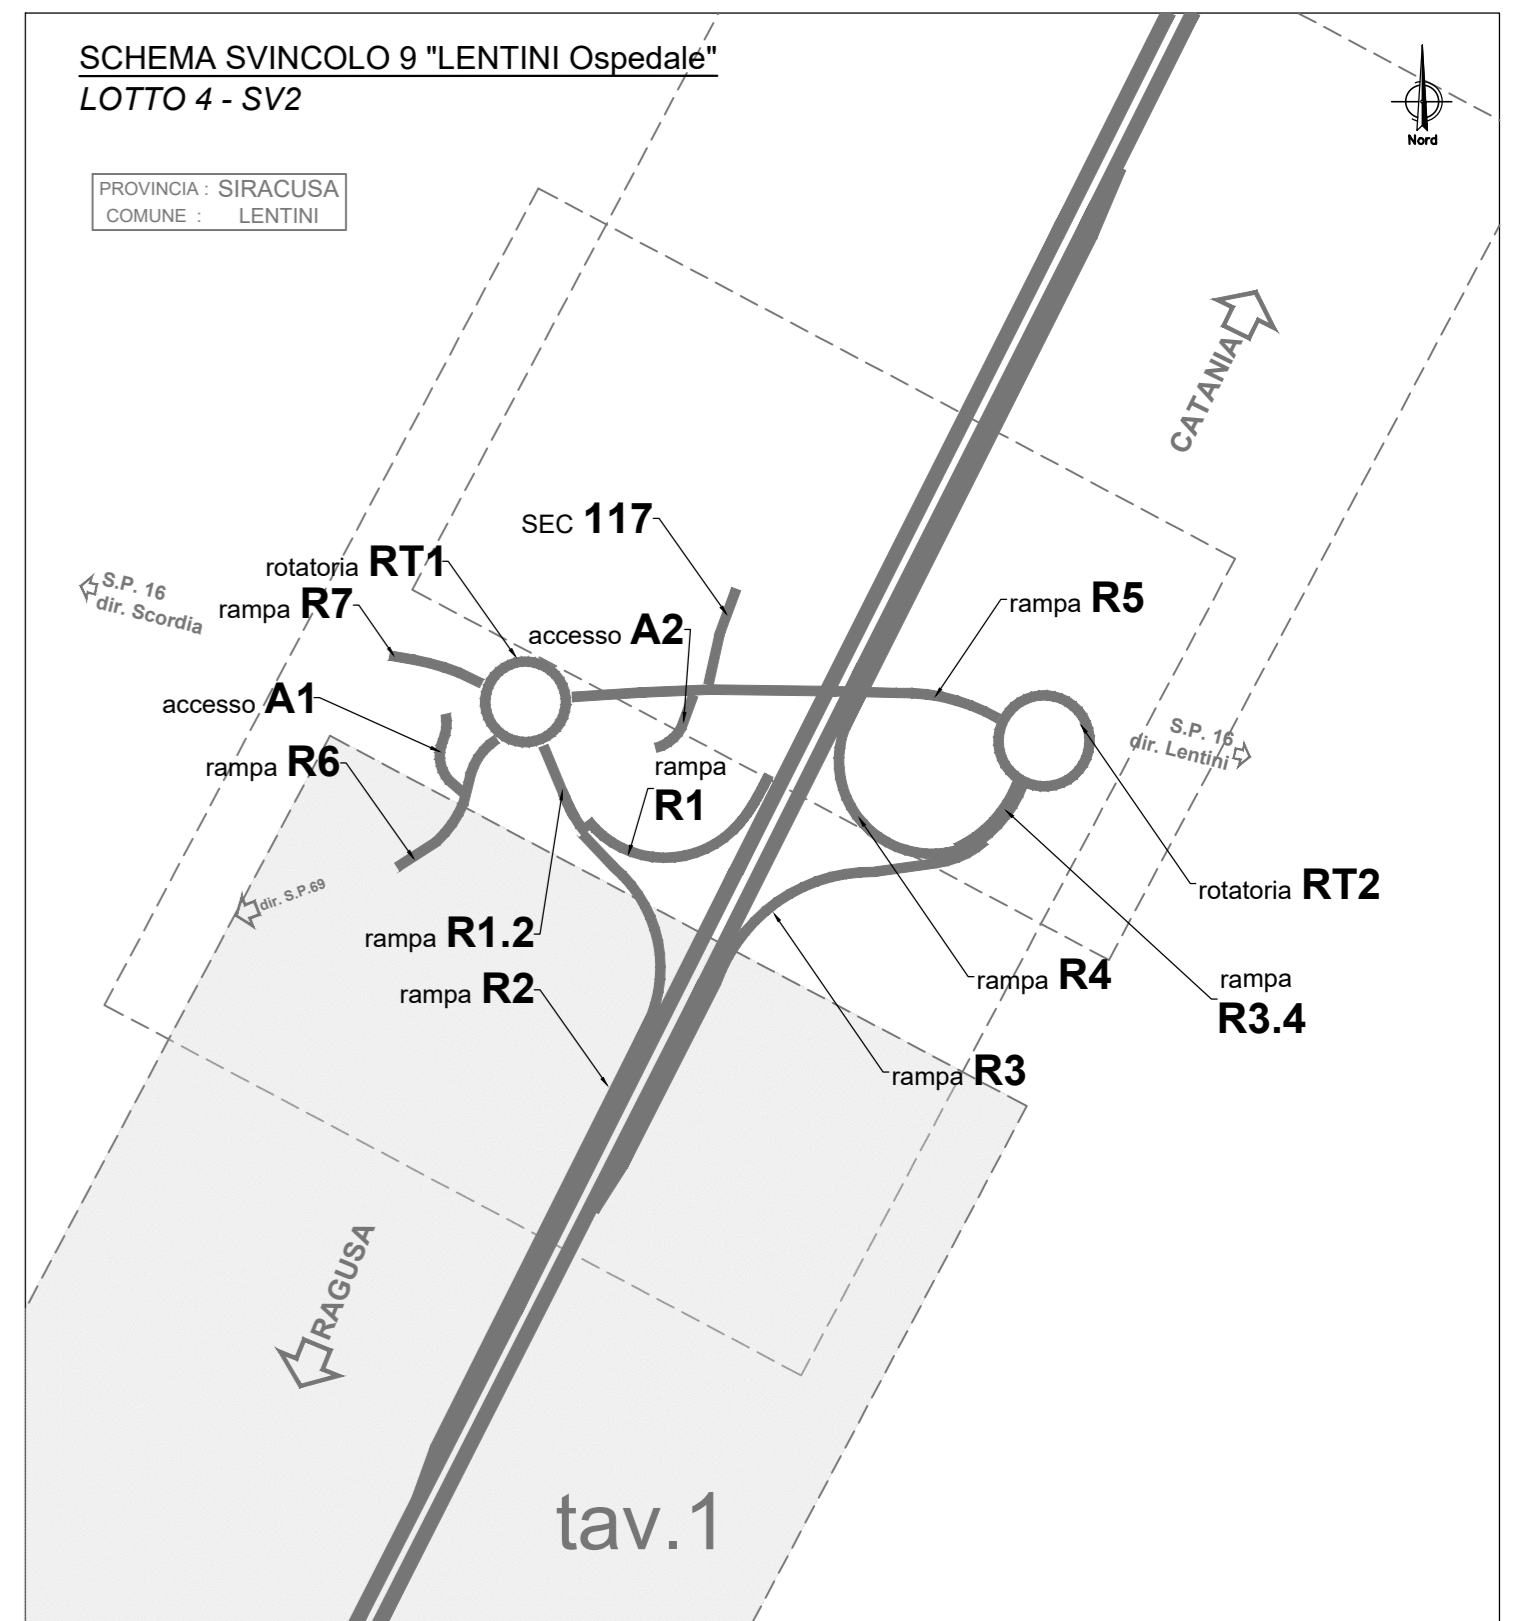 SCHEMA SVINCOLO 9 "LENTINI Ospedale"
LOTTO 4 - SV2
Nord
PROVINCIA : SIRACUSA
COMUNE : LENTINI
CATANIA
SEC 117
rotatoria RT1
S.P. 16
dir. Scordia
rampa R7
rampa R5
accesso A2
accesso A1
rampa R6
S.P. 16
dir. Lentini
rampa
R1
dir. S.P.69
rotatoria RT2
rampa R1.2
rampa R2
rampa R4
rampa
R3.4
rampa R3
RAGUSA
tav.1